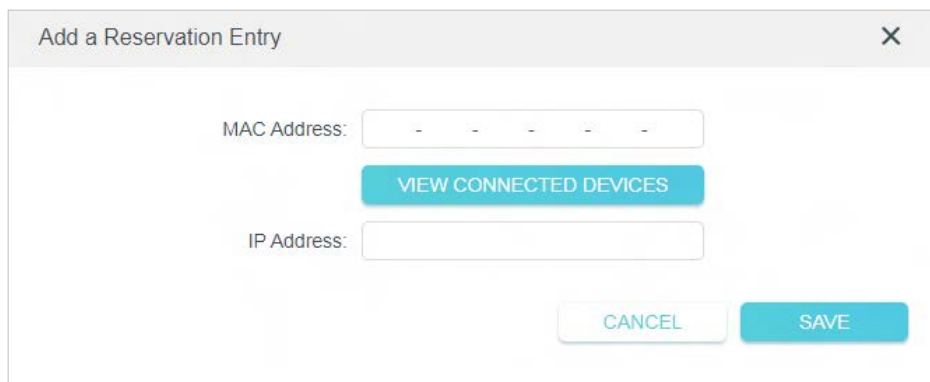 Add a Reservation Entry ×
MAC Address: - - - - -
VIEW CONNECTED DEVICES
IP Address:
CANCEL SAVE